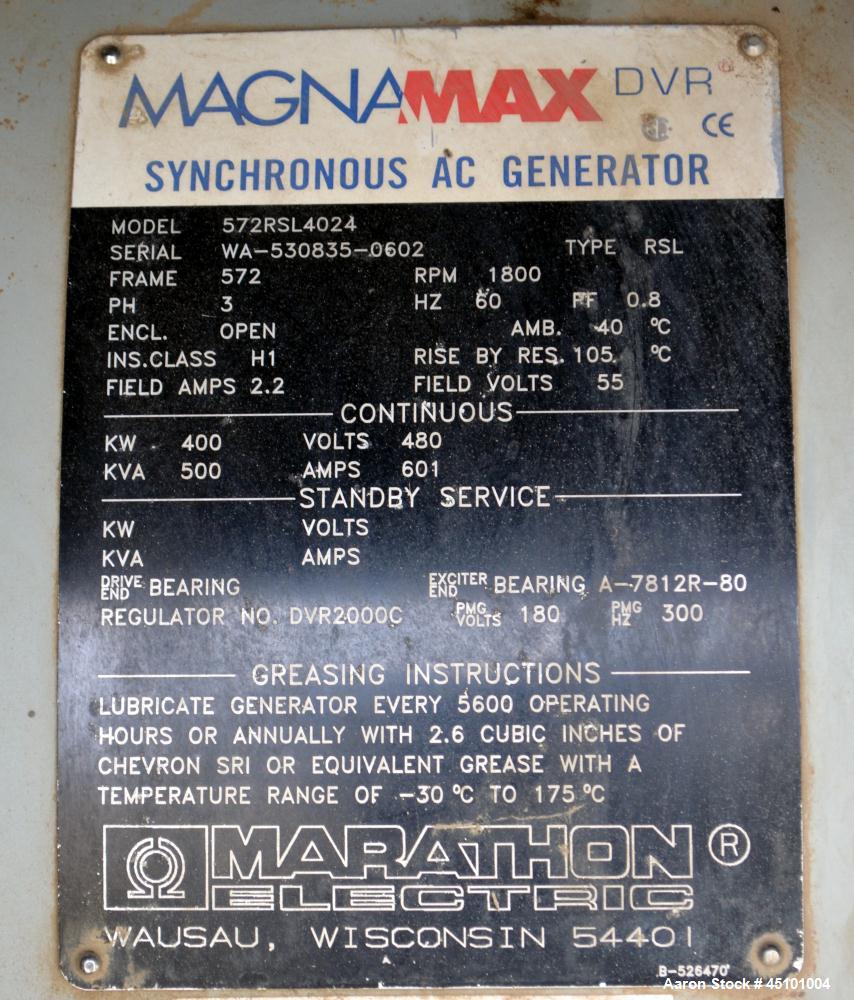 MAGNAMAX DVR®
CE
SYNCHRONOUS AC GENERATOR
MODEL 572RSL4024
SERIAL WA-530835-0602 TYPE RSL
FRAME 572 RPM 1800
PH 3 HZ 60 PF 0.8
ENCL. OPEN AMB. 40 ºC
INS.CLASS H1 RISE BY RES. 105 ºC
FIELD AMPS 2.2 FIELD VOLTS 55
CONTINUOUS
KW 400 VOLTS 480
KVA 500 AMPS 601
STANDBY SERVICE
KW VOLTS
KVA AMPS
DRIVE END BEARING EXCITER END BEARING A-7812R-80
REGULATOR NO. DVR2000C PMG VOLTS 180 PMG HZ 300
GREASING INSTRUCTIONS
LUBRICATE GENERATOR EVERY 5600 OPERATING
HOURS OR ANNUALLY WITH 2.6 CUBIC INCHES OF
CHEVRON SRI OR EQUIVALENT GREASE WITH A
TEMPERATURE RANGE OF -30 ºC TO 175 ºC
MARATHON ®
ELECTRIC
WAUSAU, WISCONSIN 54401
B-526470
Aaron Stock # 45101004